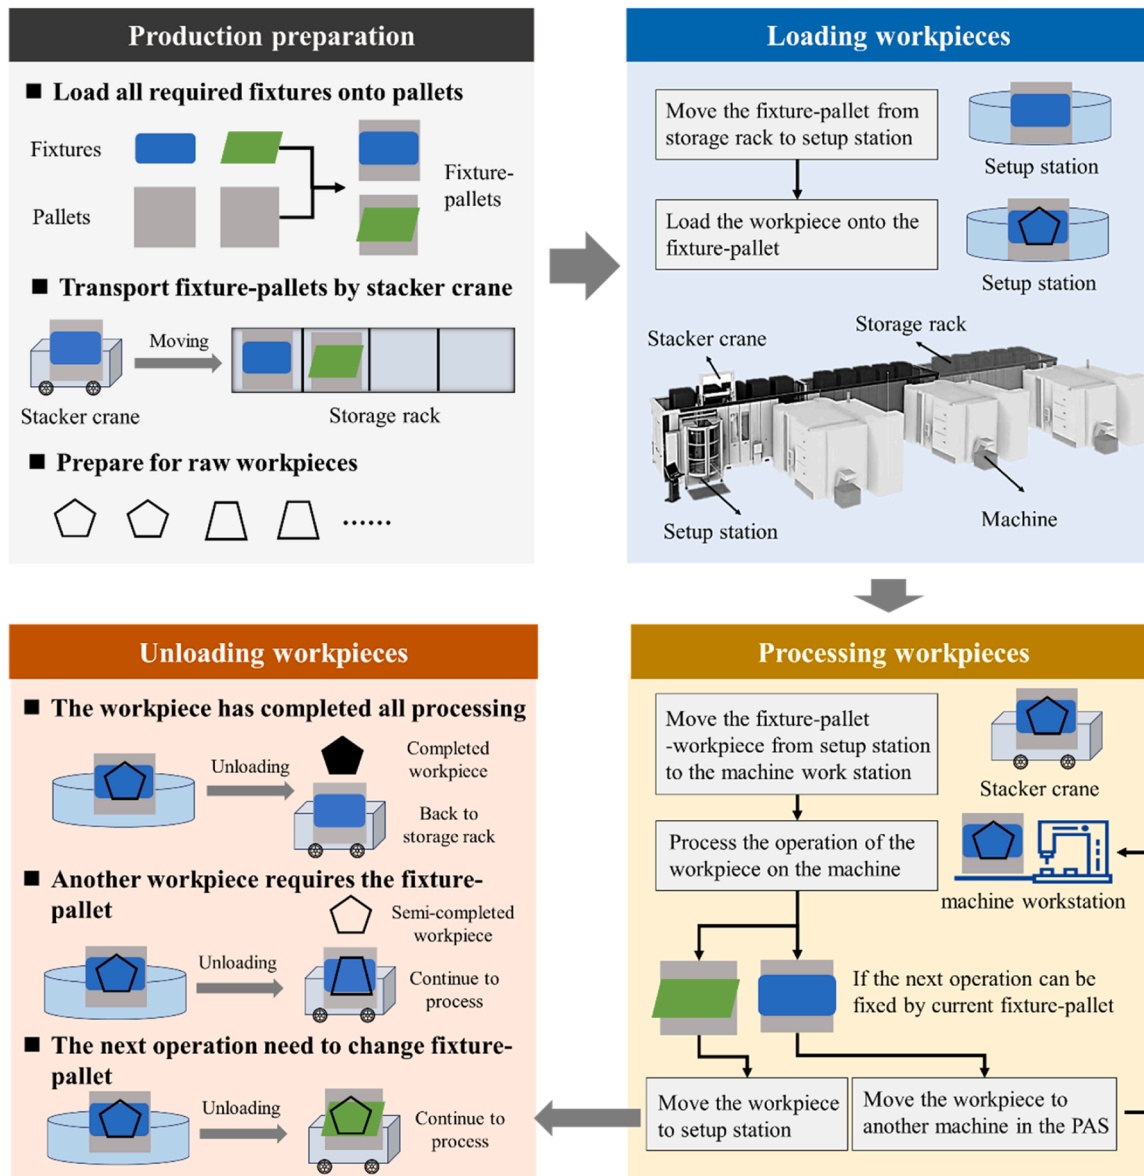 Production preparation
■ Load all required fixtures onto pallets
Fixtures
Pallets
Fixture-
pallets
■ Transport fixture-pallets by stacker crane
Moving
Stacker crane
Storage rack
■ Prepare for raw workpieces
......
Loading workpieces
Move the fixture-pallet from
storage rack to setup station
Setup station
Load the workpiece onto the
fixture-pallet
Setup station
Storage rack
Stacker crane
Setup station
Machine
Unloading workpieces
■ The workpiece has completed all processing
Unloading
Completed
workpiece
Back to
storage rack
■ Another workpiece requires the fixture-
pallet
Semi-completed
workpiece
Unloading
Continue to
process
■ The next operation need to change fixture-
pallet
Unloading
Continue to
process
Processing workpieces
Move the fixture-pallet
-workpiece from setup station
to the machine work station
Stacker crane
Process the operation of the
workpiece on the machine
machine workstation
If the next operation can be
fixed by current fixture-pallet
Move the workpiece
to setup station
Move the workpiece to
another machine in the PAS